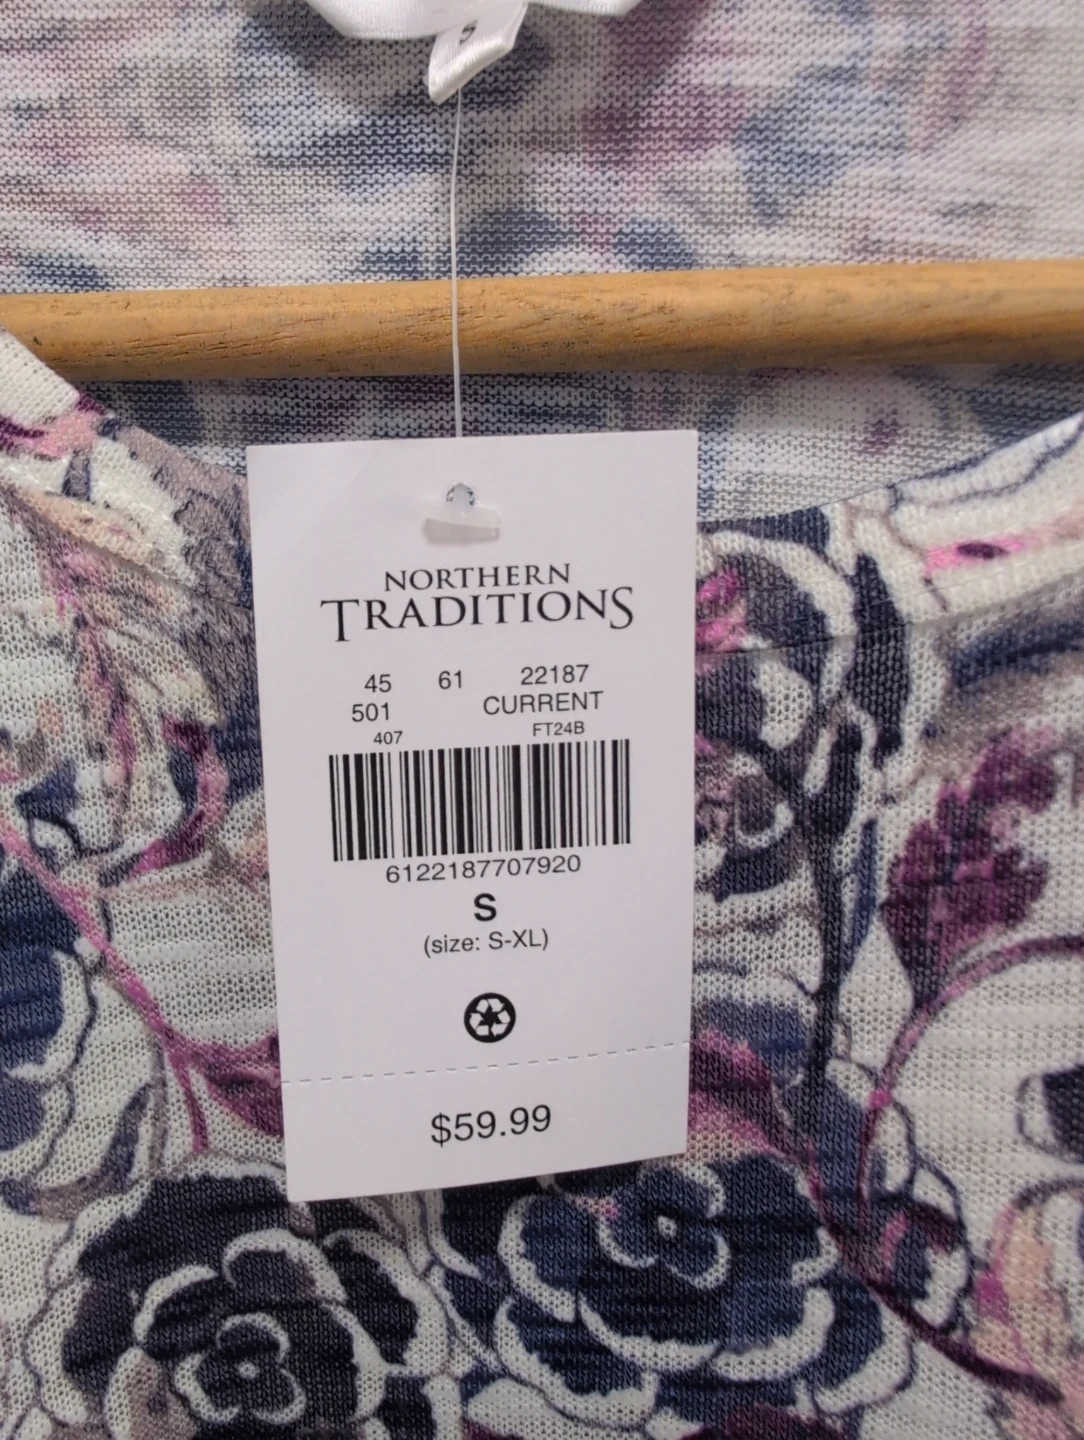 NORTHERN
TRADITIONS
45 61 22187
501 CURRENT
407 FT24B
6122187707920
S
(size: S-XL)
$59.99